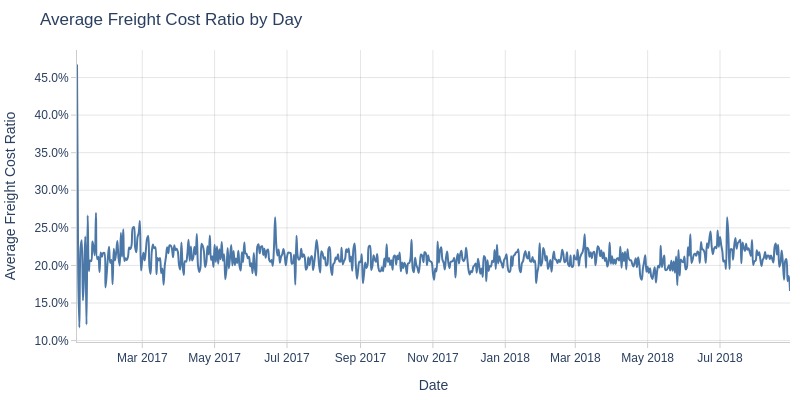 Average Freight Cost Ratio by Day
Average Freight Cost Ratio
45.0%
40.0%
35.0%
30.0%
25.0%
20.0%
15.0%
10.0%
Mar 2017 May 2017 Jul 2017 Sep 2017 Nov 2017 Jan 2018 Mar 2018 May 2018 Jul 2018
Date